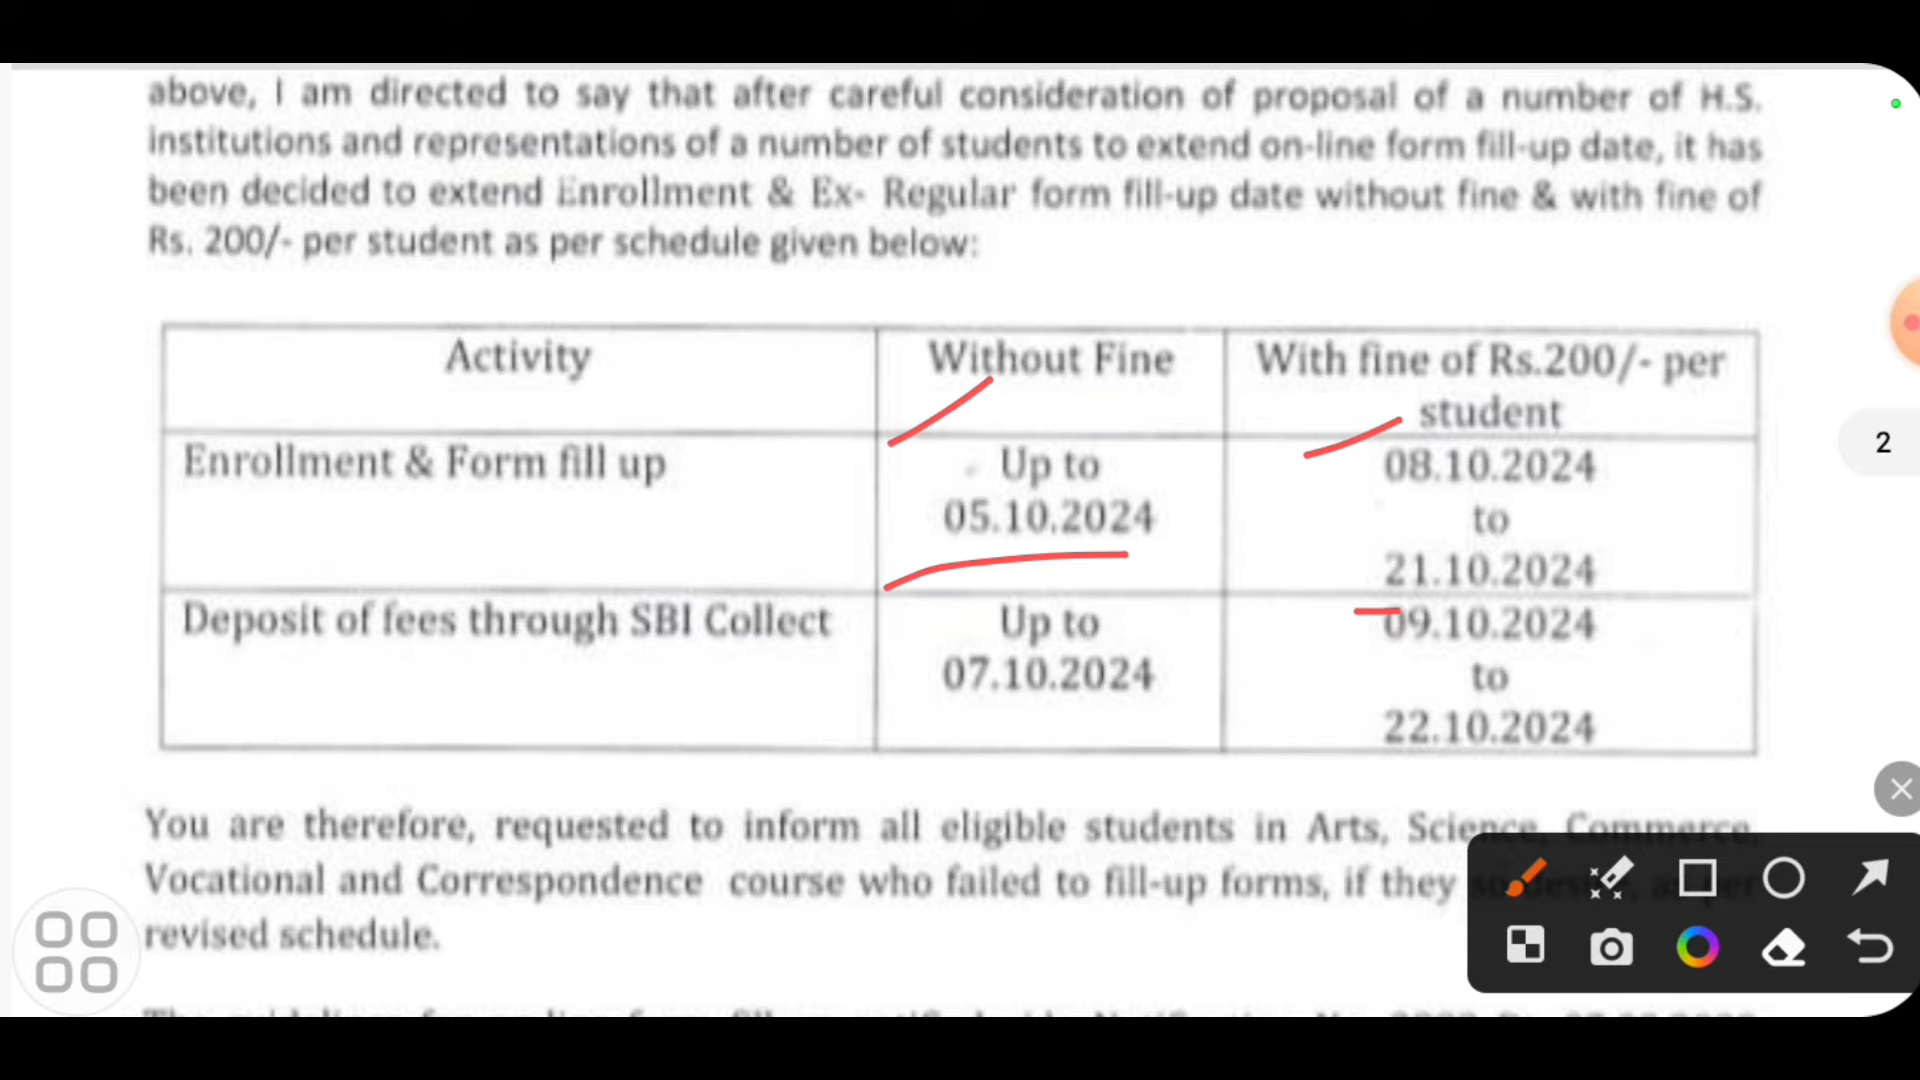 above, I am directed to say that after careful consideration of proposal of a number of H.S.
institutions and representations of a number of students to extend on-line form fill-up date, it has
been decided to extend Enrollment & Ex- Regular form fill-up date without fine & with fine of
Rs. 200/- per student as per schedule given below:
Activity
Without Fine
With fine of Rs.200/- per
student
Enrollment & Form fill up
Up to
05.10.2024
08.10.2024
to
21.10.2024
Deposit of fees through SBI Collect
Up to
07.10.2024
09.10.2024
to
22.10.2024
2
You are therefore, requested to inform all eligible students in Arts, Science, Commerce,
Vocational and Correspondence course who failed to fill-up forms, if they so desire, as per
revised schedule.